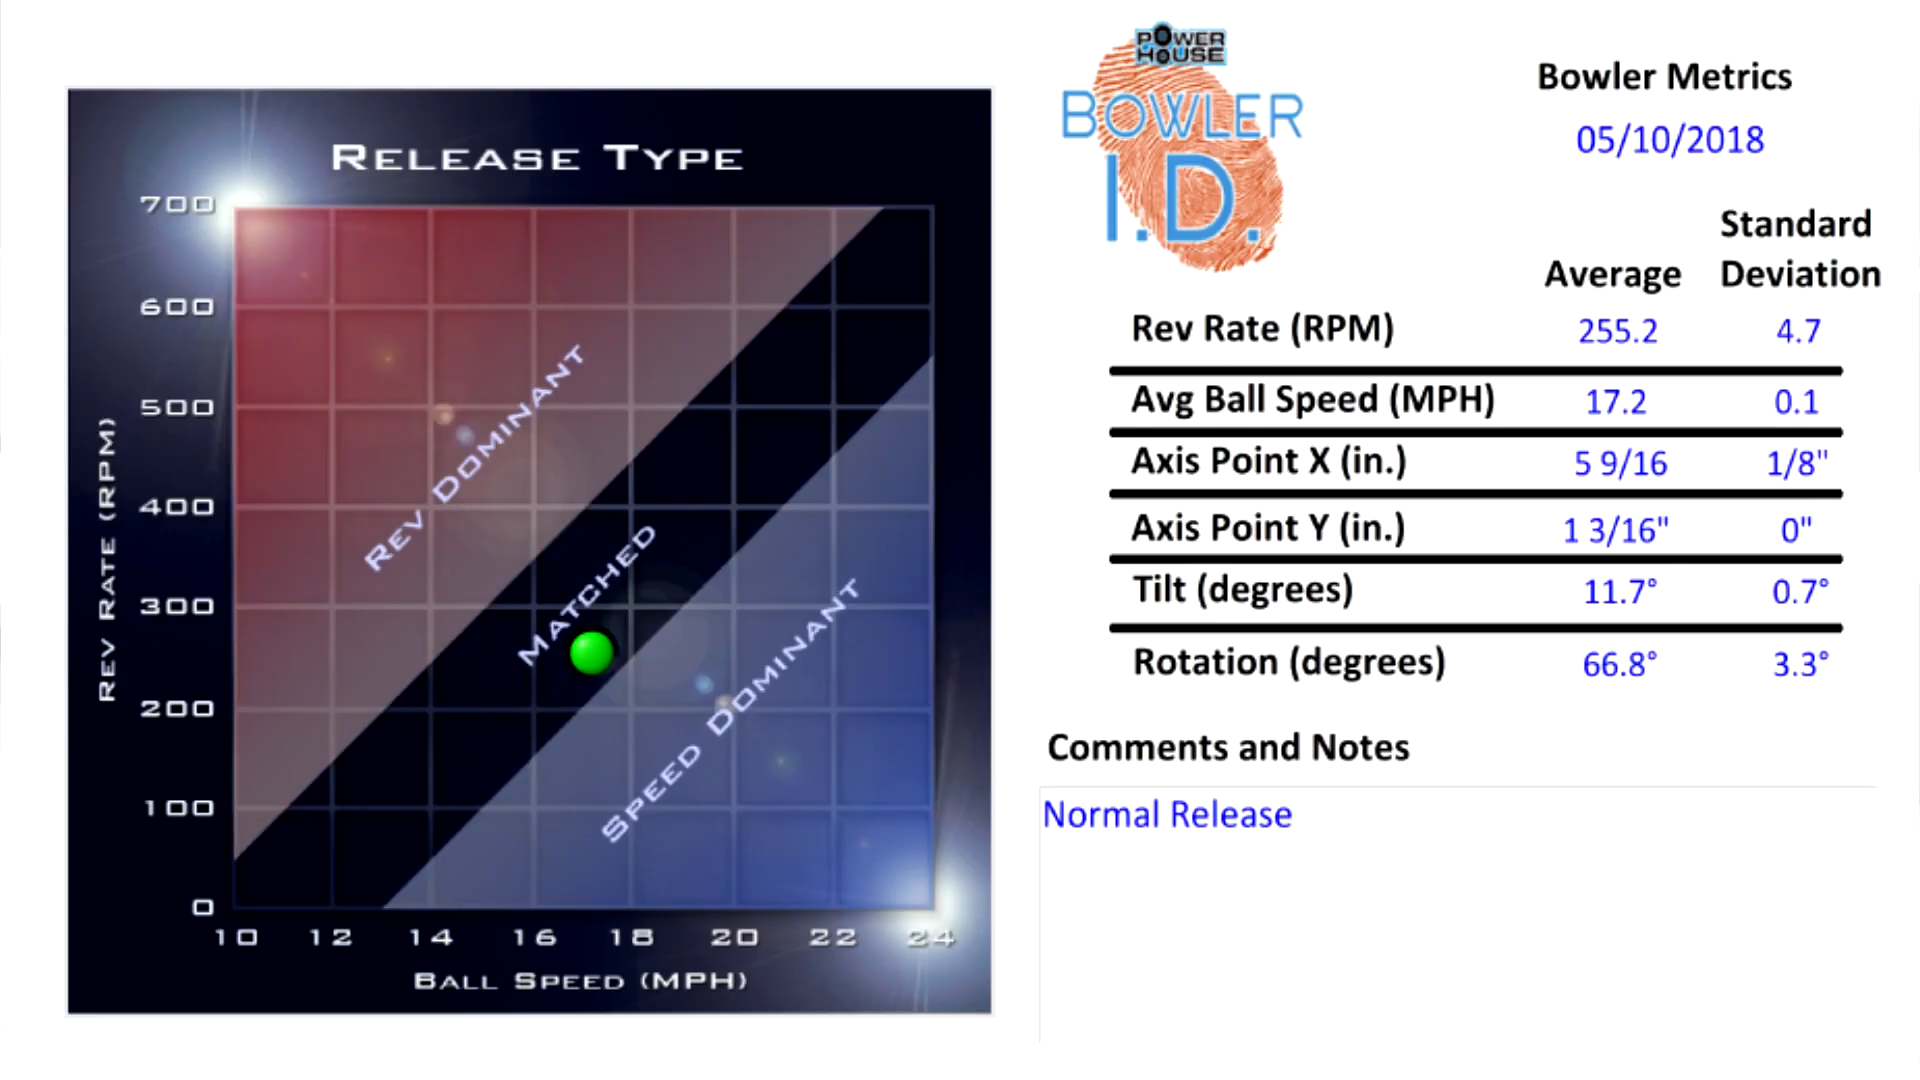 RELEASE TYPE
700
600
500
400
300
200
100
0
REV RATE (RPM)
REV DOMINANT
MATCHED
SPEED DOMINANT
10 12 14 16 18 20 22 24
BALL SPEED (MPH)
POWER
HOUSE
BOWLER
I.D.
Bowler Metrics
05/10/2018
Standard
Average Deviation
Rev Rate (RPM) 255.2 4.7
Avg Ball Speed (MPH) 17.2 0.1
Axis Point X (in.) 5 9/16 1/8"
Axis Point Y (in.) 1 3/16" 0"
Tilt (degrees) 11.7° 0.7°
Rotation (degrees) 66.8° 3.3°
Comments and Notes
Normal Release